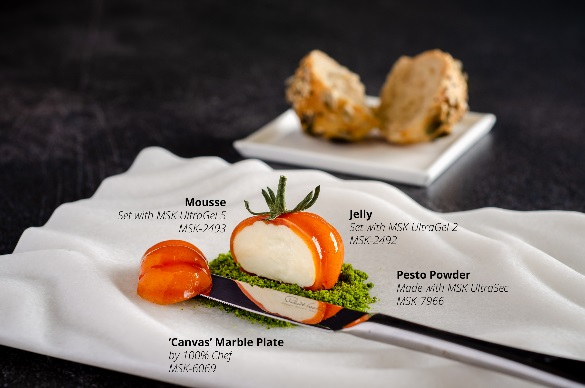 Mousse
Set with MSK UltraGel 5
MSK-2493
Jelly
Set with MSK UltraGel 2
MSK-2492
Pesto Powder
Made with MSK UltraSec
MSK-7966
'Canvas' Marble Plate
by 100% Chef
MSK-6069